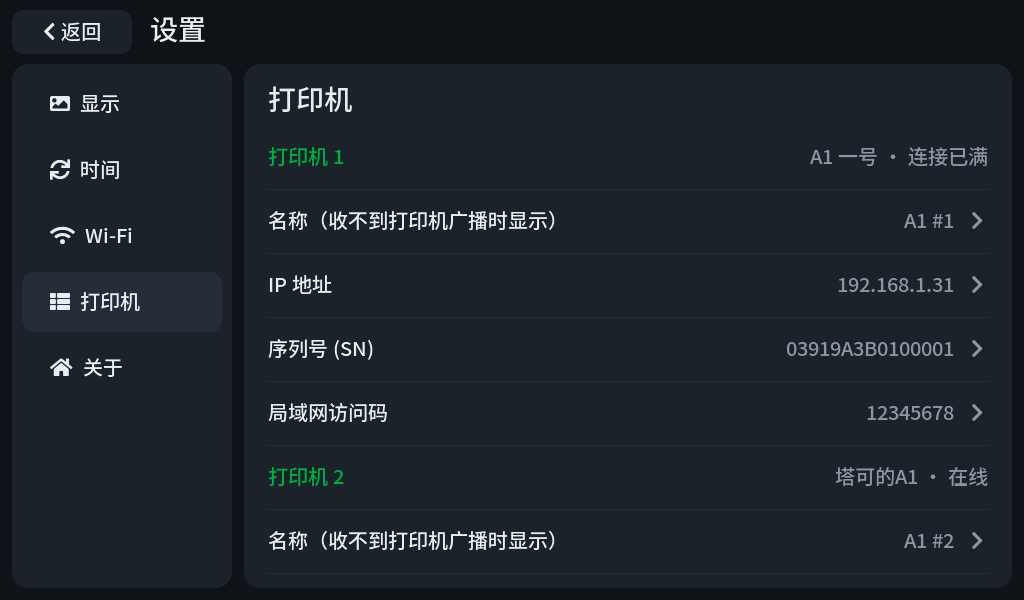 返回
设置
显示
时间
Wi-Fi
打印机
关于
打印机
打印机 1
A1 一号 • 连接已满
名称（收不到打印机广播时显示）
A1 #1
IP 地址
192.168.1.31
序列号 (SN)
03919A3B0100001
局域网访问码
12345678
打印机 2
塔可的A1 • 在线
名称（收不到打印机广播时显示）
A1 #2